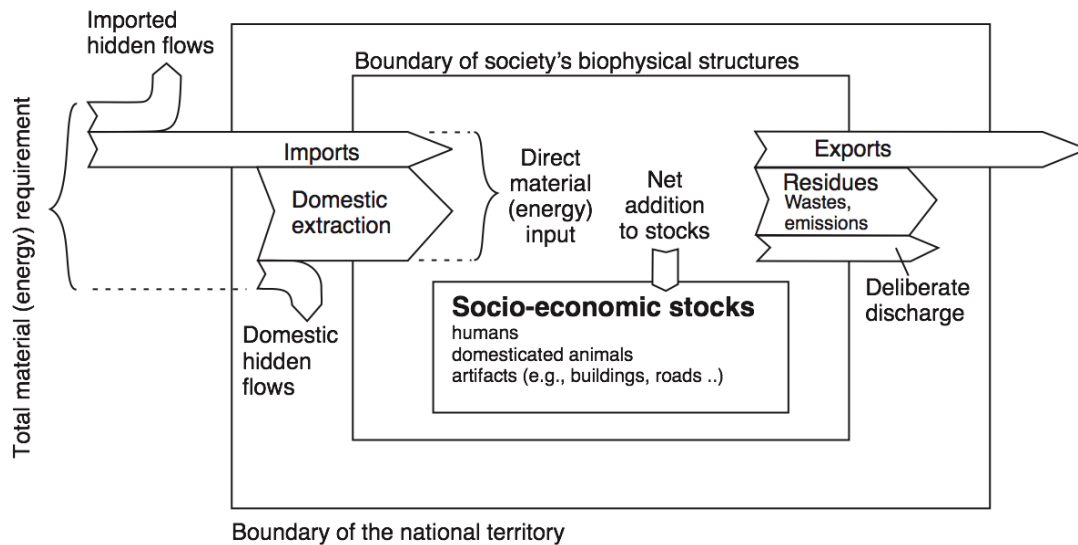 Imported
hidden flows
Boundary of society's biophysical structures
Total material (energy) requirement
Imports
Domestic
extraction
Direct
material
(energy)
input
Net
addition
to stocks
Exports
Residues
Wastes,
emissions
Deliberate
discharge
Socio-economic stocks
humans
domesticated animals
artifacts (e.g., buildings, roads ..)
Domestic
hidden
flows
Boundary of the national territory